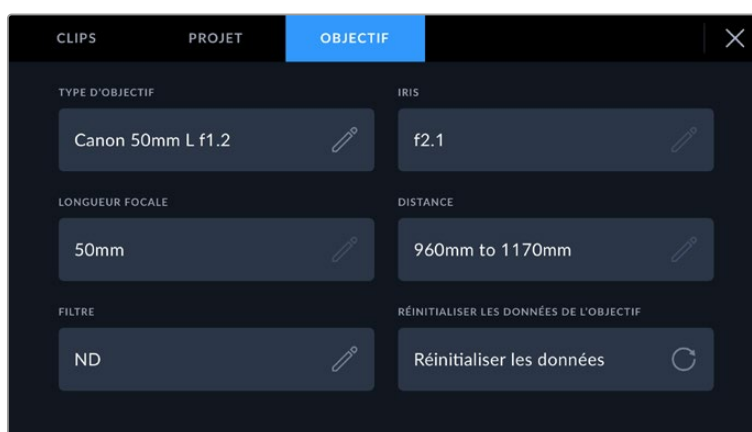 CLIPS PROJET OBJECTIF
TYPE D'OBJECTIF IRIS
Canon 50mm L f1.2 f2.1
LONGUEUR FOCALE DISTANCE
50mm 960mm to 1170mm
FILTRE RÉINITIALISER LES DONNÉES DE L'OBJECTIF
ND Réinitialiser les données